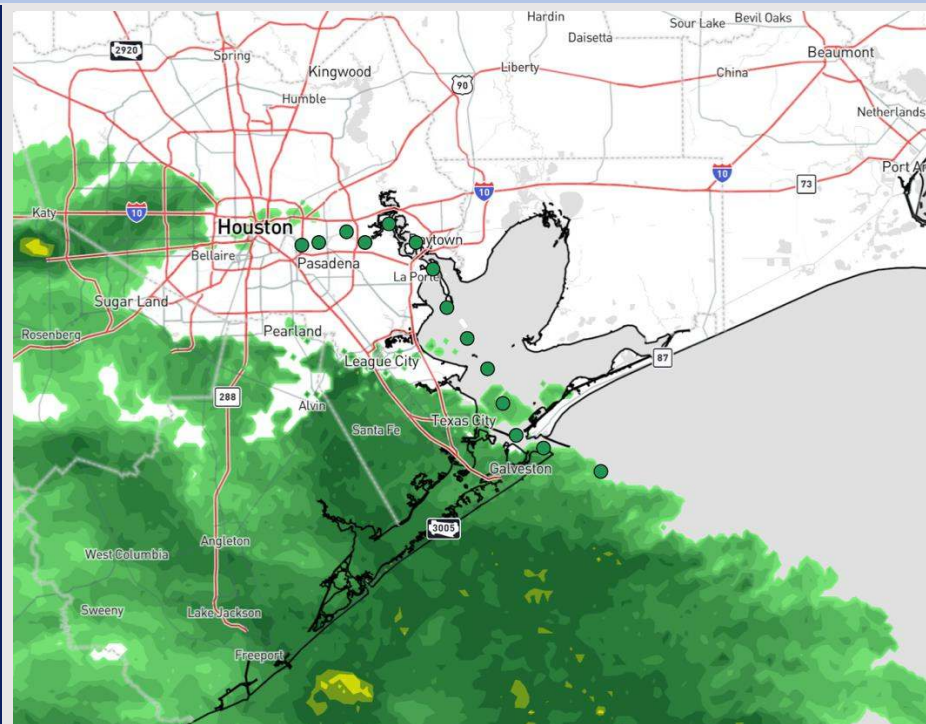 Hardin
Sour Lake
Bevil Oaks
Daisetta
2920
Spring
Beaumont
Kingwood
Liberty
China
90
Humble
Netherlands
10
10
73
Katy
10
Houston
Bellaire
Pasadena
La Porte
Sugar Land
Rosenberg
Pearland
League City
87
288
Alvin
Texas City
Santa Fe
Galveston
3005
Angleton
West Columbia
Sweeny
Lake Jackson
Freeport